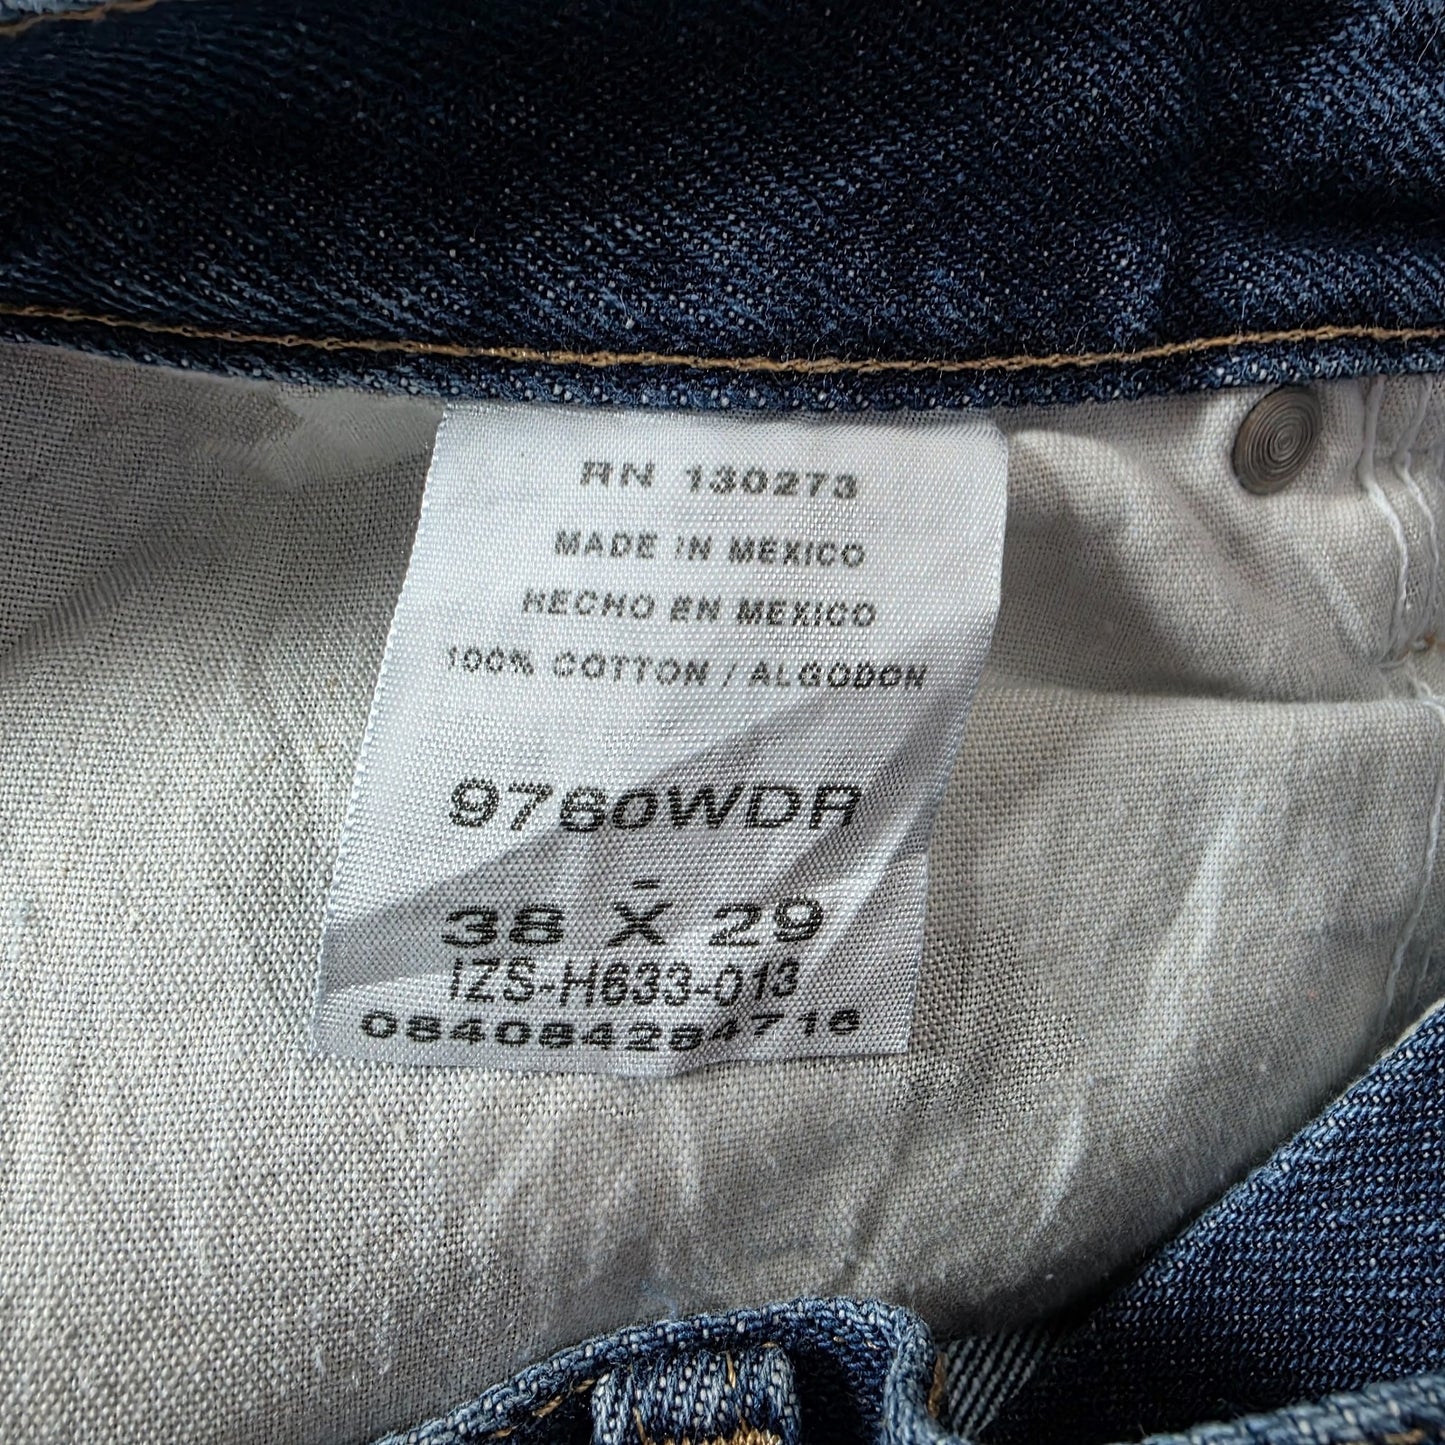 RN 130273
MADE IN MEXICO
HECHO EN MEXICO
100% COTTON / ALGODON
9760WDR
-
38 X 29
IZS-H633-013
084084284716